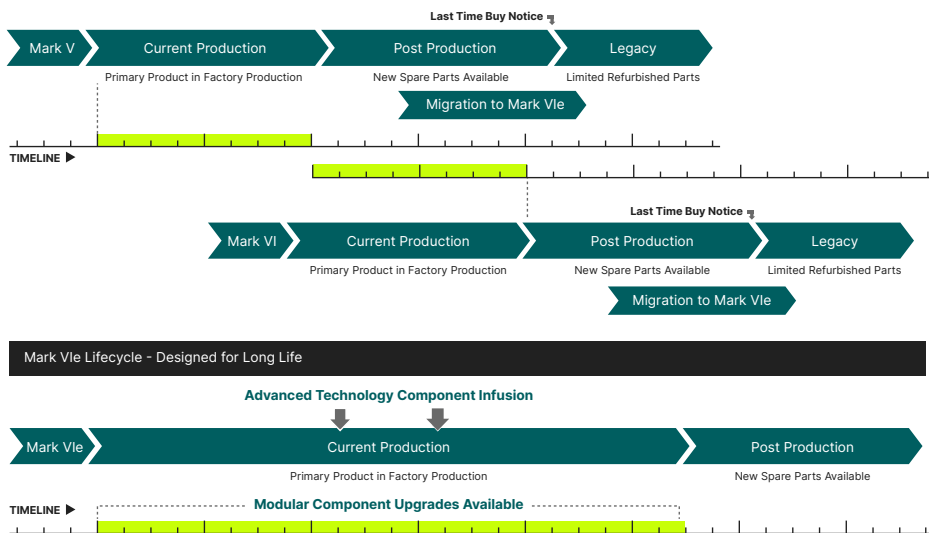 Last Time Buy Notice
Mark V Current Production Post Production Legacy
Primary Product in Factory Production New Spare Parts Available Limited Refurbished Parts
Migration to Mark VIe
TIMELINE
Last Time Buy Notice
Mark VI Current Production Post Production Legacy
Primary Product in Factory Production New Spare Parts Available Limited Refurbished Parts
Migration to Mark VIe
Mark VIe Lifecycle - Designed for Long Life
Advanced Technology Component Infusion
Mark VIe Current Production Post Production
Primary Product in Factory Production New Spare Parts Available
Modular Component Upgrades Available
TIMELINE